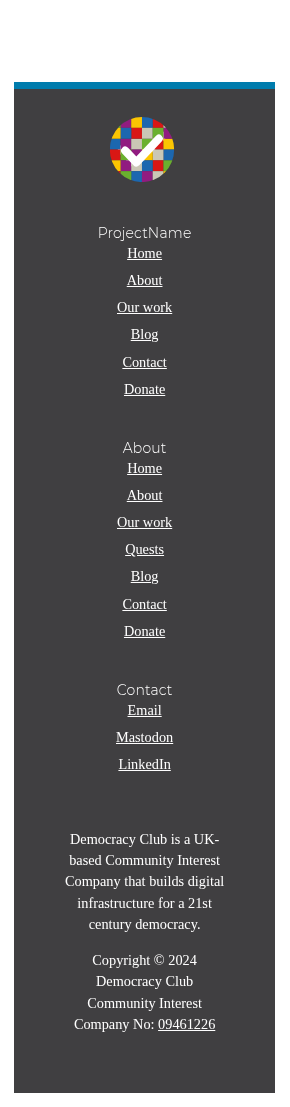 ProjectName
Home
About
Our work
Blog
Contact
Donate
About
Home
About
Our work
Quests
Blog
Contact
Donate
Contact
Email
Mastodon
LinkedIn
Democracy Club is a UK-
based Community Interest
Company that builds digital
infrastructure for a 21st
century democracy.
Copyright © 2024
Democracy Club
Community Interest
Company No: 09461226